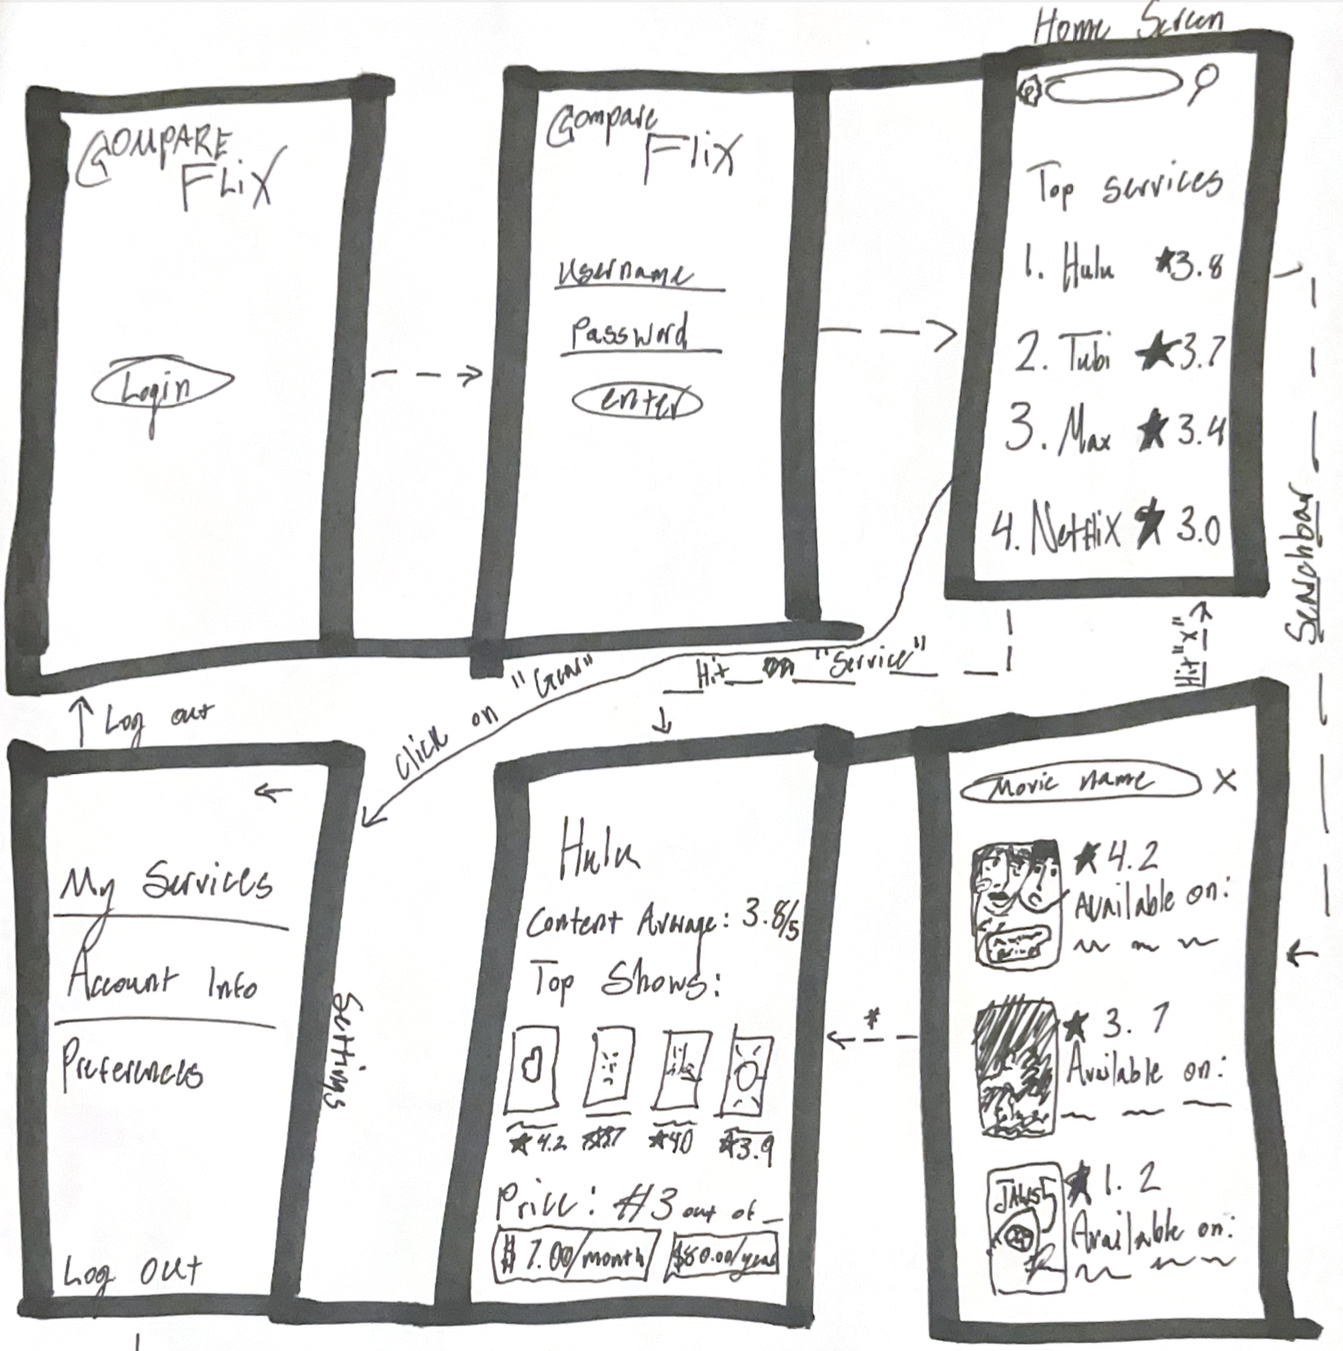 Home Screen
COMPARE
FLiX
Login
Compare
FliX
Username
Password
enter
Top services
1. Hulu ★3.8
2. Tubi ★3.7
3. Max ★3.4
4. Netflix ★3.0
Searchbar
Hit "x"
Hit on "Service"
Click on "Gear"
Log out
My Services
Account Info
Preferences
Log out
Settings
Hulu
Content Average: 3.8/5
Top Shows:
★4.2 ★4.0 ★3.9
Price: #3 out of _
$7.00/month $80.00/year
*
Movie name X
★4.2
Available on:
★3.7
Available on:
JAWS 5
★1.2
Available on: